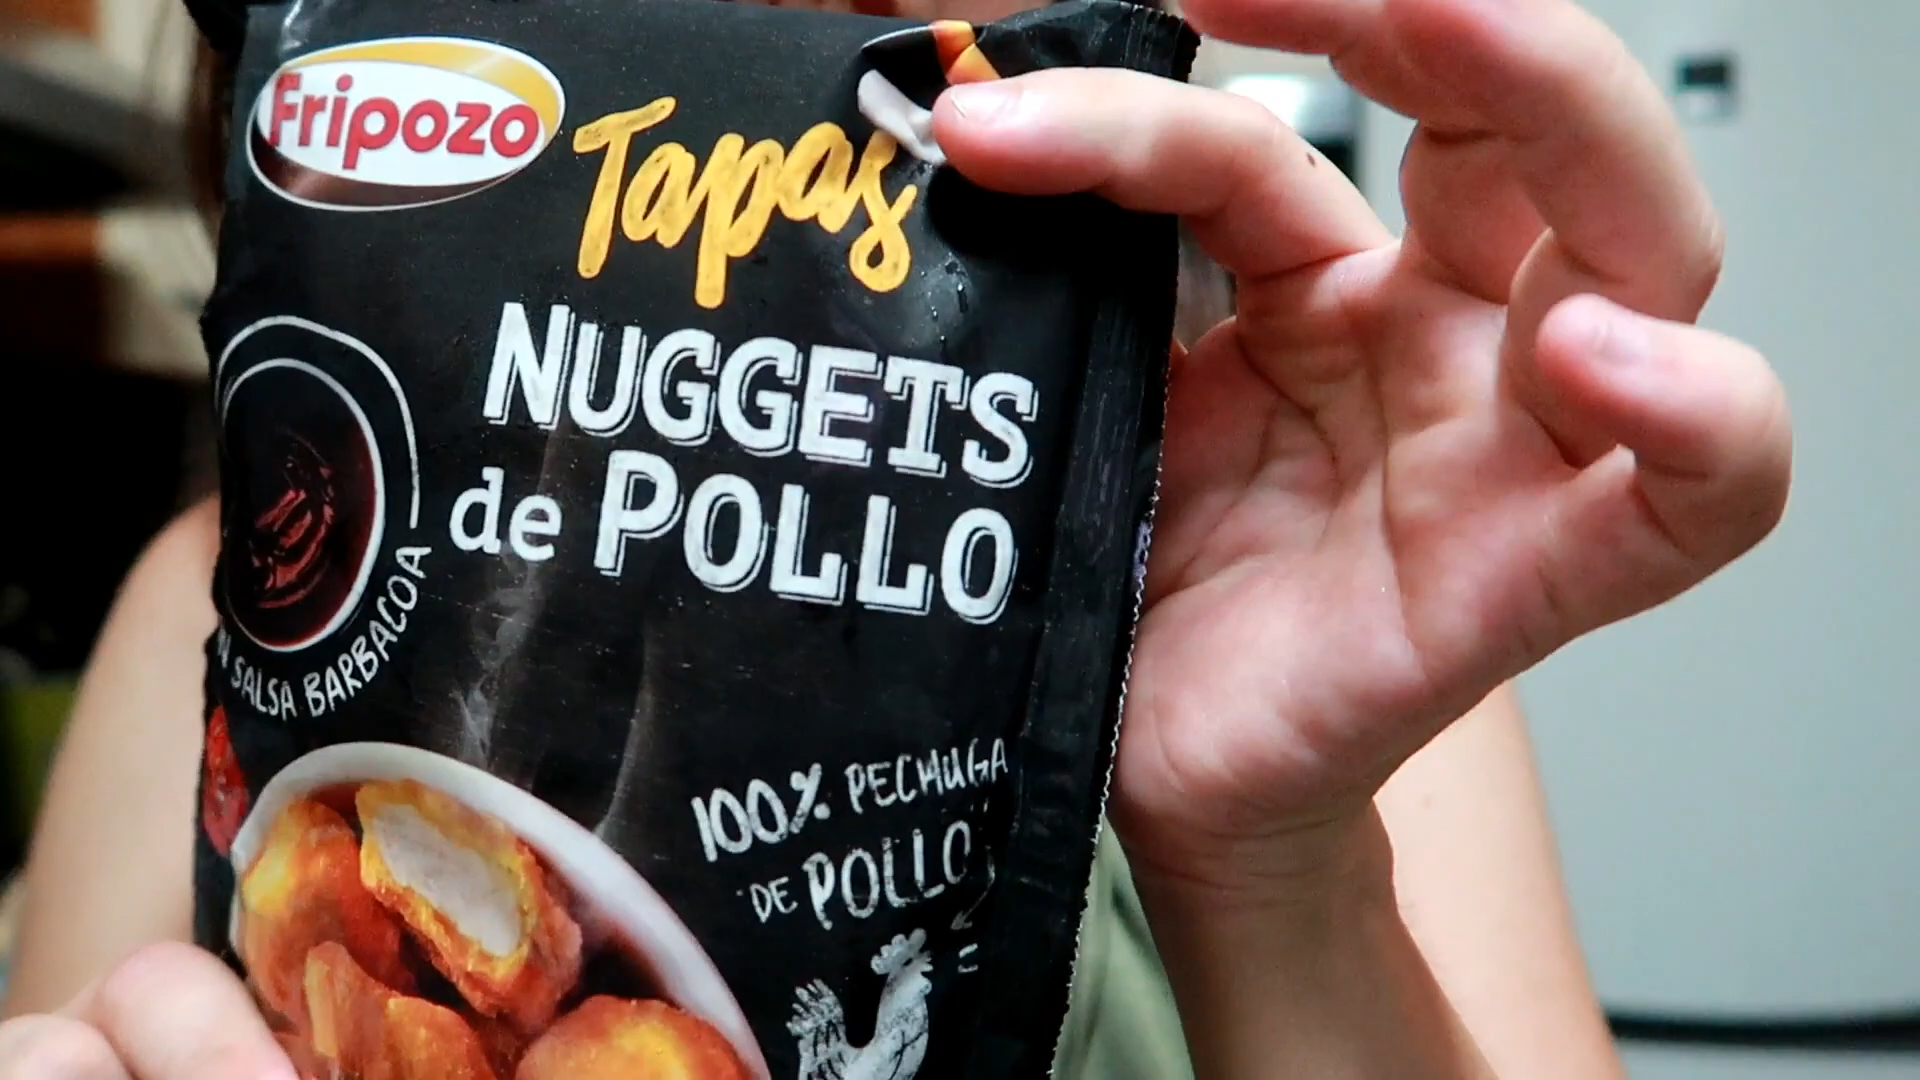 Fripozo
Tapas
NUGGETS
de POLLO
SALSA BARBACOA
100% PECHUGA
DE POLLO